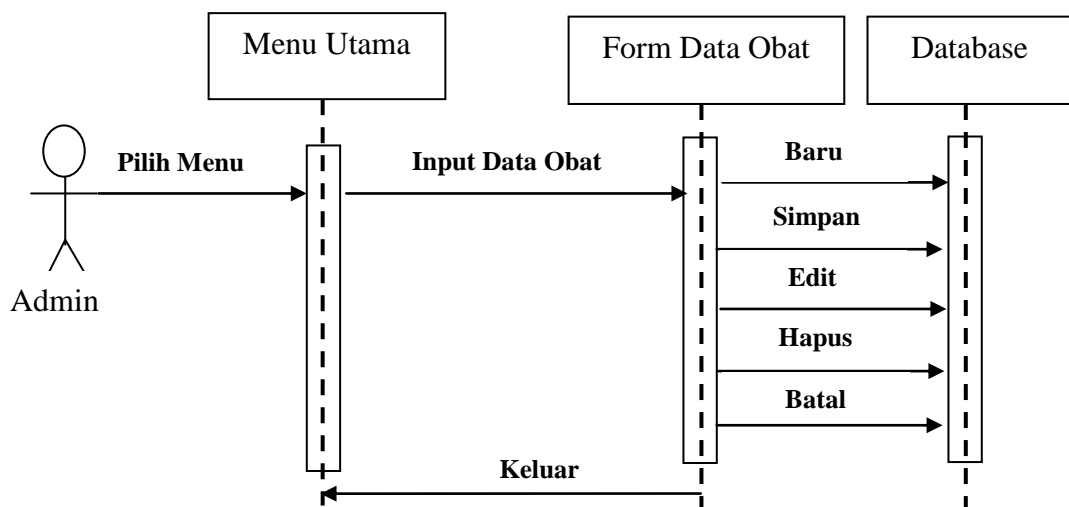 Menu Utama
Form Data Obat
Database
Pilih Menu
Input Data Obat
Baru
Simpan
Edit
Hapus
Batal
Admin
Keluar